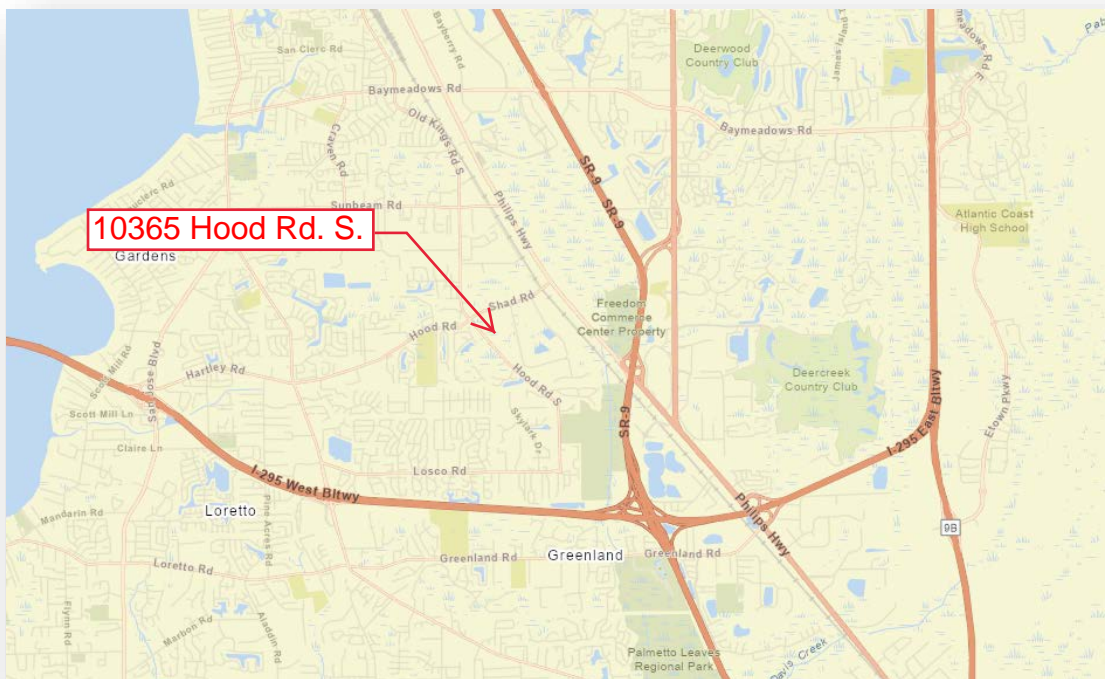 San Clerc Rd
Bayberry Rd
Deerwood
Country Club
James Island
Baymeadows Rd
Old Kings Rd S
Craven Rd
Baymeadows Rd
SR-9
SR-9
Sunbeam Rd
Philips Hwy
10365 Hood Rd. S.
Gardens
Atlantic Coast
High School
Shad Rd
Freedom
Commerce
Center Property
Hood Rd
Scott Mill Rd
San Jose Blvd
Hartley Rd
Hood Rd S
Deercreek
Country Club
Etown Pkwy
Scott Mill Ln
Skylark Dr
SR-9
I-295 East Bltwy
Claire Ln
Losco Rd
I-295 West Bltwy
Loretto
Pine Acres Rd
Mandarin Rd
Philips Hwy
9B
Loretto Rd
Greenland Rd
Greenland
Greenland Rd
Flynn Rd
Marbon Rd
Aladdin Rd
Palmetto Leaves
Regional Park
Davis Creek